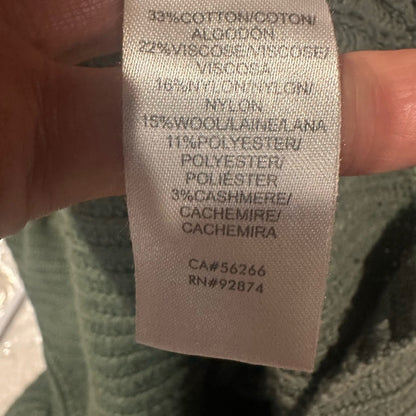 33%COTTON/COTON/
ALGODON
22%VISCOSE/VISCOSE/
VISCOSA
16%NYLON/NYLON/
NYLON
15%WOOL/LAINE/LANA
11%POLYESTER/
POLYESTER/
POLIÉSTER
3%CASHMERE/
CACHEMIRE/
CACHEMIRA
CA#56266
RN#92874